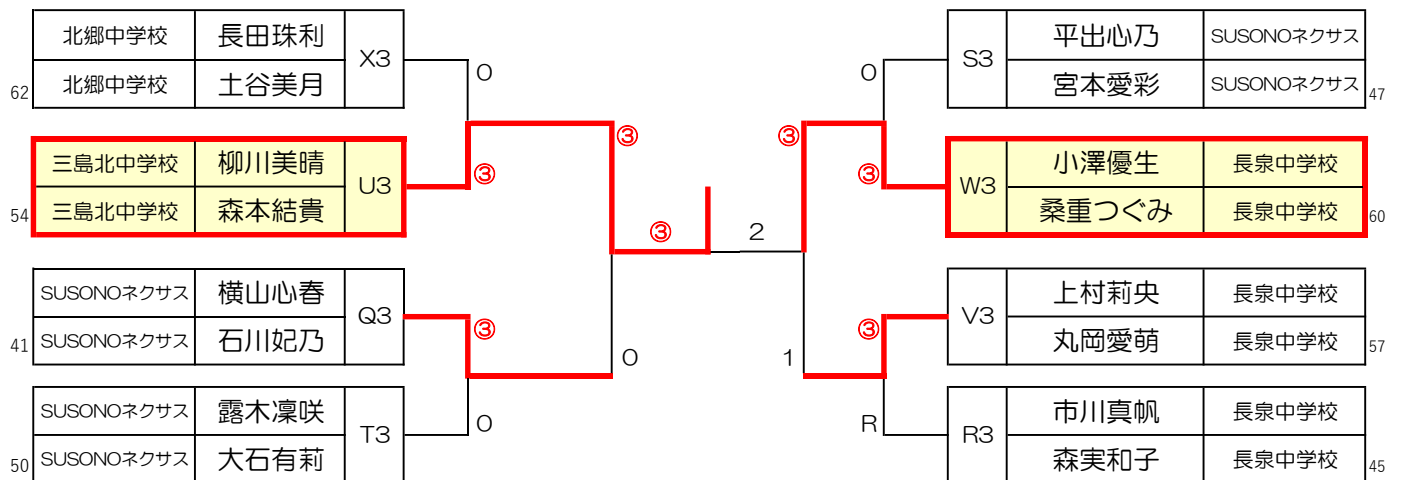 北郷中学校 長田珠利 X3
62 北郷中学校 土谷美月
0
三島北中学校 柳川美晴 U3
54 三島北中学校 森本結貴
③
③
SUSONOネクサス 横山心春 Q3
41 SUSONOネクサス 石川妃乃
③
0
SUSONOネクサス 露木凜咲 T3
50 SUSONOネクサス 大石有莉
0
③
2
S3 平出心乃 SUSONOネクサス
宮本愛彩 SUSONOネクサス 47
0
W3 小澤優生 長泉中学校
桑重つぐみ 長泉中学校 60
③
③
V3 上村莉央 長泉中学校
丸岡愛萌 長泉中学校 57
③
1
R3 市川真帆 長泉中学校
森実和子 長泉中学校 45
R